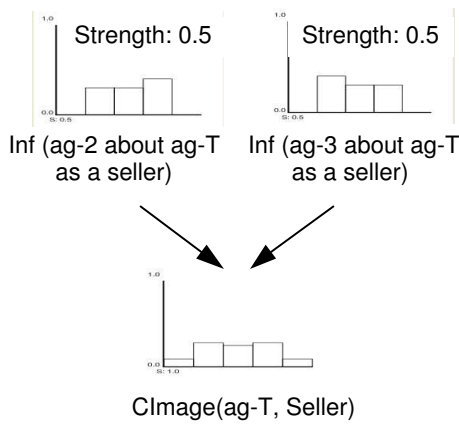 1.0
Strength: 0.5
0.0
S: 0.5
Inf (ag-2 about ag-T
as a seller)
1.0
Strength: 0.5
0.0
S: 0.5
Inf (ag-3 about ag-T
as a seller)
1.0
0.0
S: 1.0
CImage(ag-T, Seller)